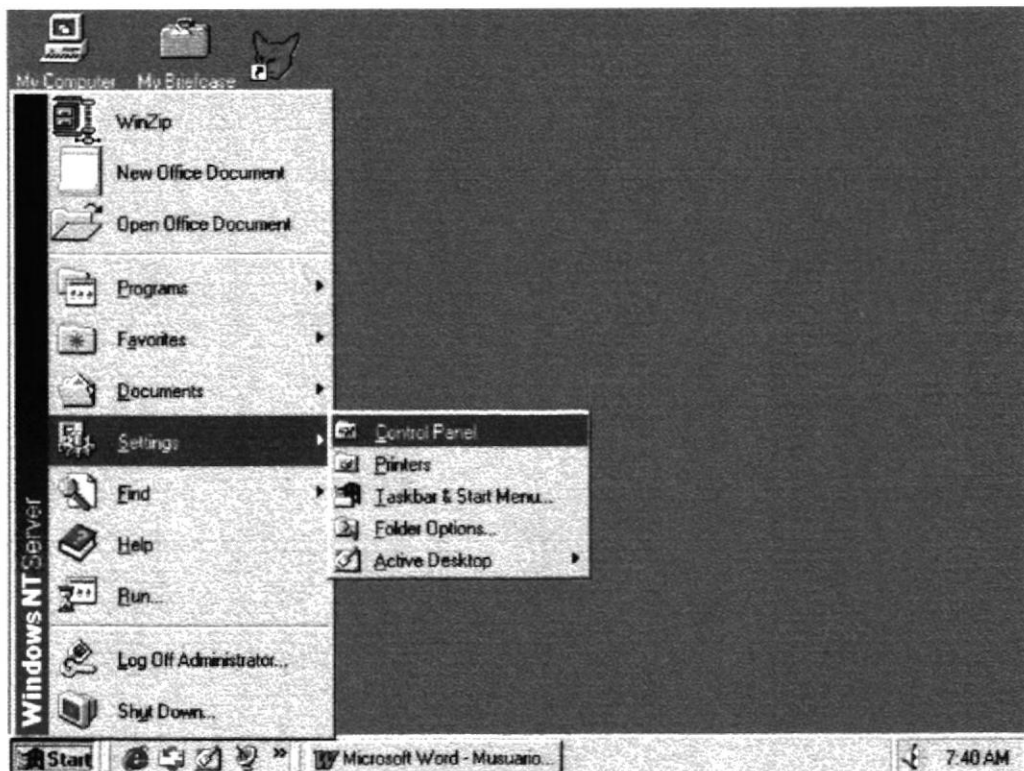 My Computer
My Briefcase
WinZip
New Office Document
Open Office Document
Programs
Favorites
Documents
Settings
Find
Help
Run...
Log Off Administrator...
Shut Down...
Windows NT Server
Control Panel
Printers
Taskbar & Start Menu...
Folder Options...
Active Desktop
Start
»
Microsoft Word - Musuario...
7:40 AM